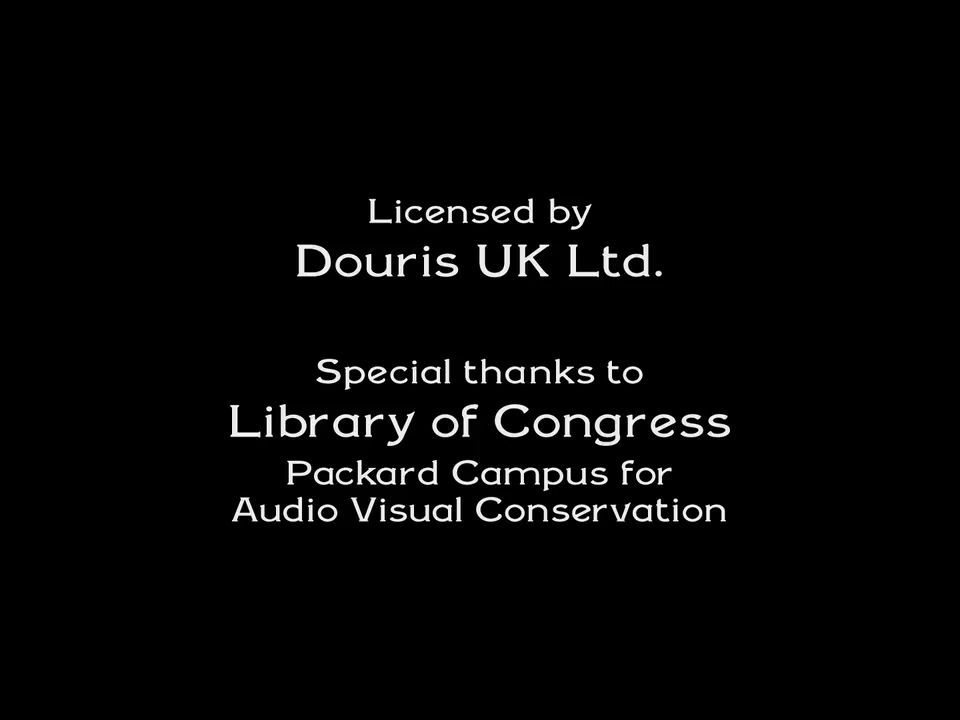 Licensed by
Douris UK Ltd.
Special thanks to
Library of Congress
Packard Campus for
Audio Visual Conservation